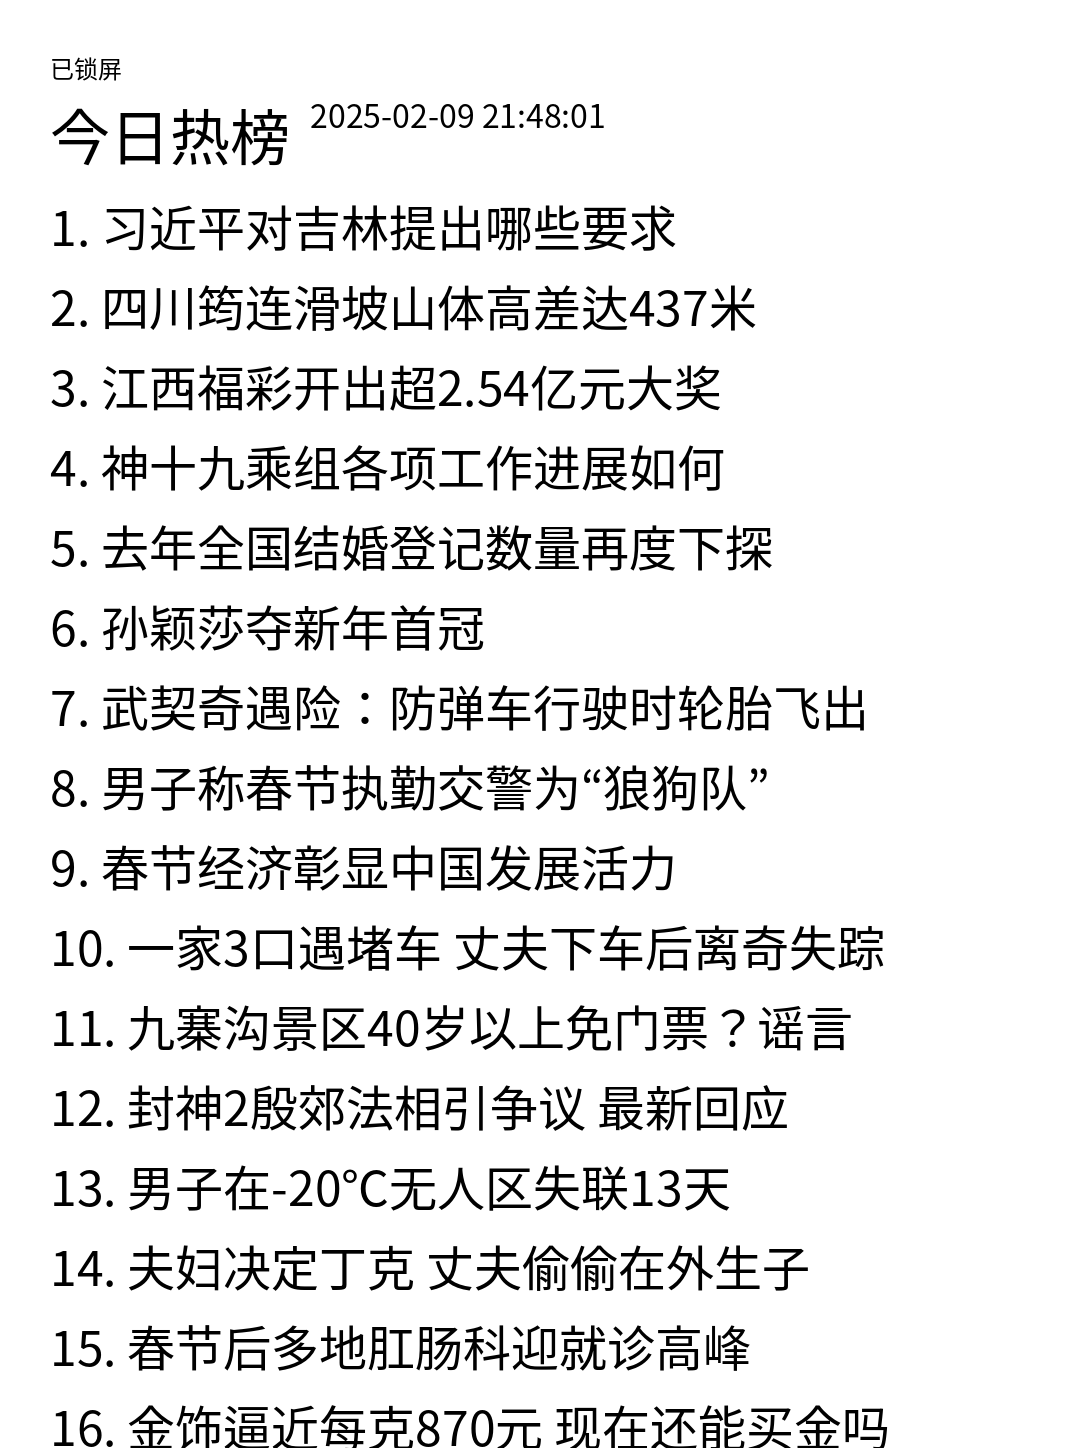 已锁屏
今日热榜 2025-02-09 21:48:01
1. 习近平对吉林提出哪些要求
2. 四川筠连滑坡山体高差达437米
3. 江西福彩开出超2.54亿元大奖
4. 神十九乘组各项工作进展如何
5. 去年全国结婚登记数量再度下探
6. 孙颖莎夺新年首冠
7. 武契奇遇险：防弹车行驶时轮胎飞出
8. 男子称春节执勤交警为“狼狗队”
9. 春节经济彰显中国发展活力
10. 一家3口遇堵车 丈夫下车后离奇失踪
11. 九寨沟景区40岁以上免门票？谣言
12. 封神2殷郊法相引争议 最新回应
13. 男子在-20℃无人区失联13天
14. 夫妇决定丁克 丈夫偷偷在外生子
15. 春节后多地肛肠科迎就诊高峰
16. 金饰逼近每克870元 现在还能买金吗